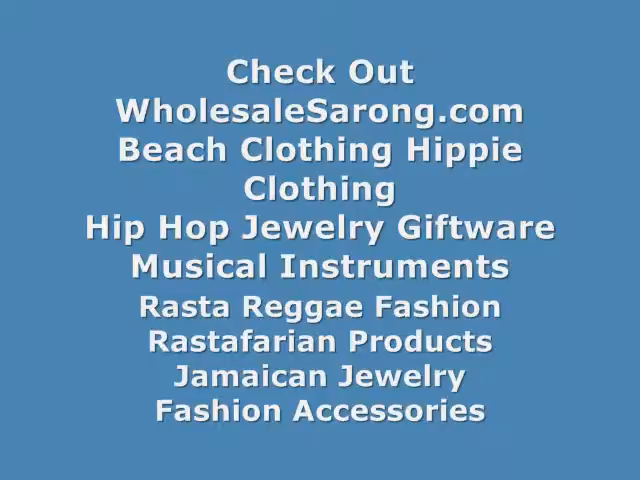 Check Out
WholesaleSarong.com
Beach Clothing Hippie
Clothing
Hip Hop Jewelry Giftware
Musical Instruments
Rasta Reggae Fashion
Rastafarian Products
Jamaican Jewelry
Fashion Accessories